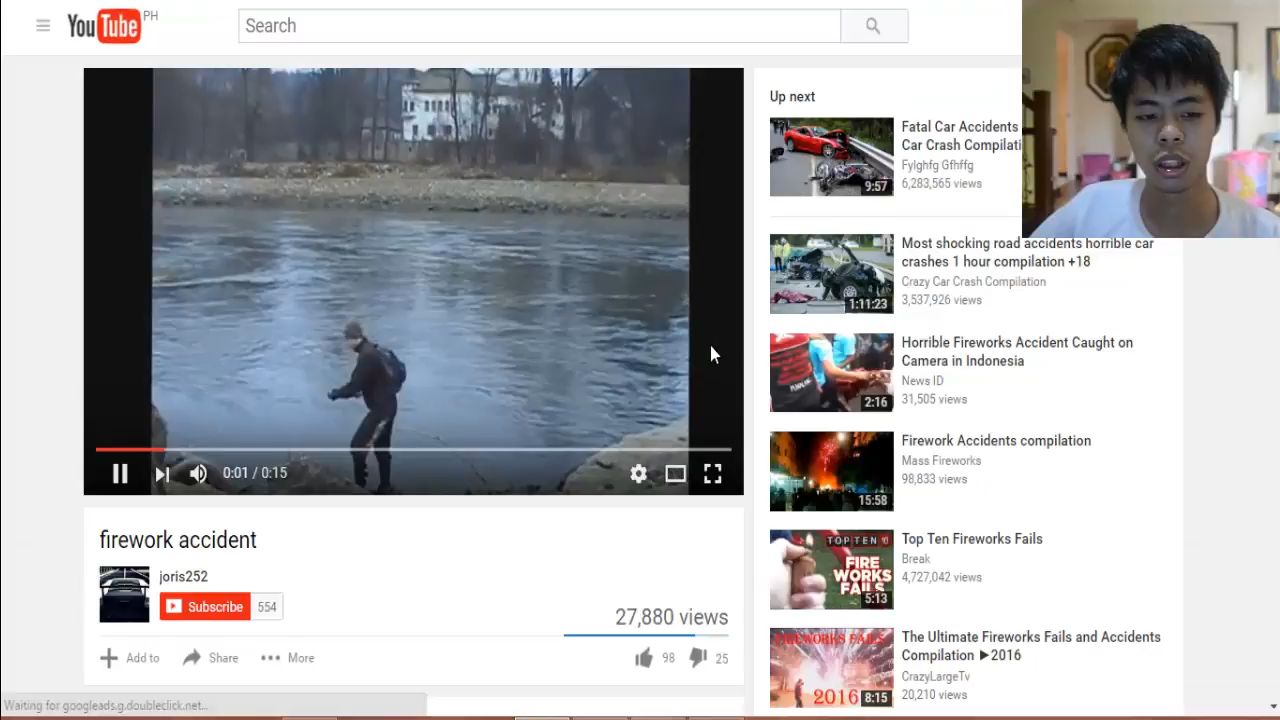 YouTube PH
Search
0:01 / 0:15
firework accident
joris252
Subscribe 554
27,880 views
Add to
Share
More
98
25
Waiting for googleads.g.doubleclick.net...
Up next
9:57
Fatal Car Accidents
Car Crash Compilati
Fylghfg Gfhffg
6,283,565 views
1:11:23
Most shocking road accidents horrible car
crashes 1 hour compilation +18
Crazy Car Crash Compilation
3,537,926 views
2:16
Horrible Fireworks Accident Caught on
Camera in Indonesia
News ID
31,505 views
15:58
Firework Accidents compilation
Mass Fireworks
98,833 views
TOP TEN 10
FIRE
WORKS
FAILS
5:13
Top Ten Fireworks Fails
Break
4,727,042 views
FIREWORKS FAILS
2016
8:15
The Ultimate Fireworks Fails and Accidents
Compilation ►2016
CrazyLargeTv
20,210 views